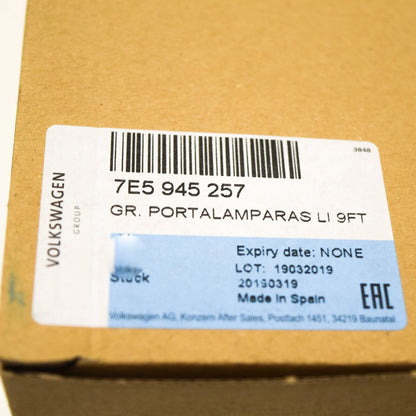 VOLKSWAGEN
GROUP
3848
7E5 945 257
GR. PORTALAMPARAS LI 9FT
Expiry date: NONE
LOT: 19032019
20190319
Made in Spain
Volksw
Stück
EAC
Volkswagen AG, Konzern After Sales, Postfach 1451, 34219 Baunatal